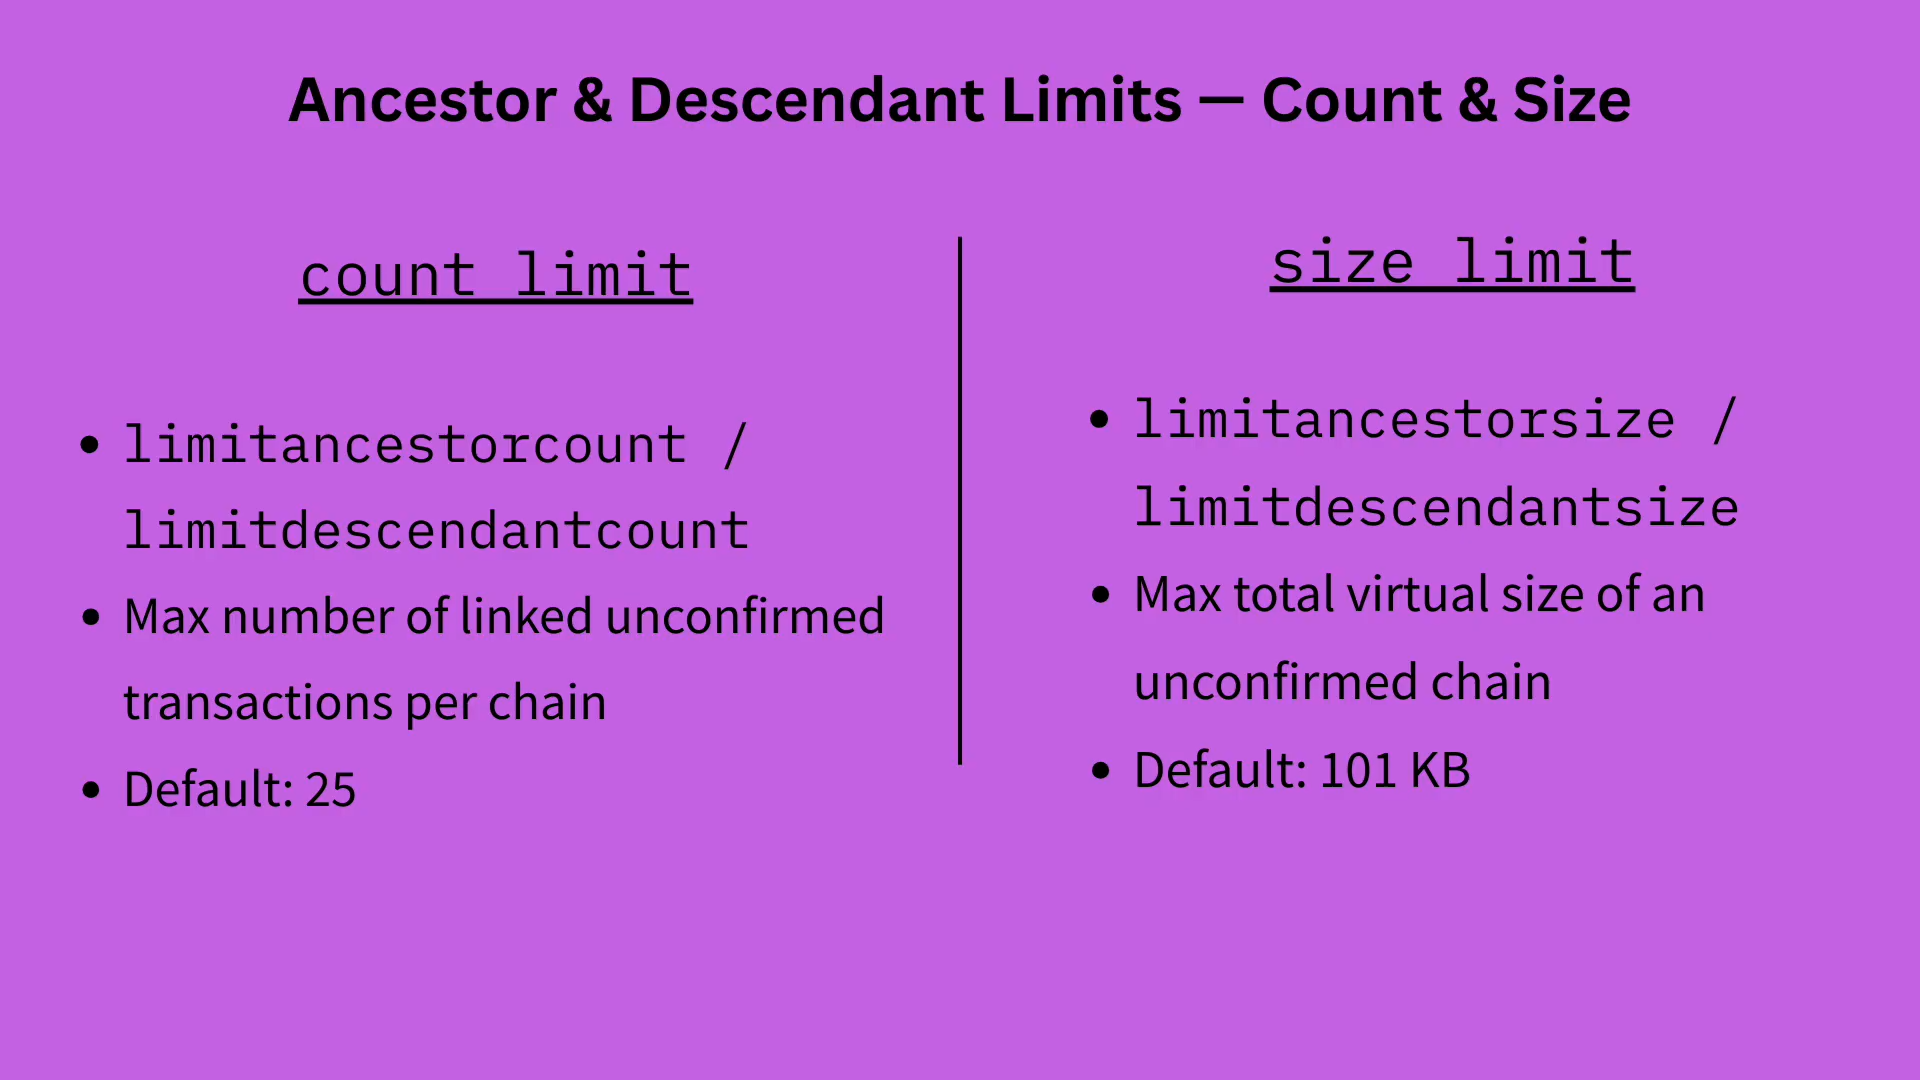 Ancestor & Descendant Limits — Count & Size
count limit
• limitancestorcount /
limitdescendantcount
• Max number of linked unconfirmed
transactions per chain
• Default: 25
size limit
• limitancestorsize /
limitdescendantsize
• Max total virtual size of an
unconfirmed chain
• Default: 101 KB